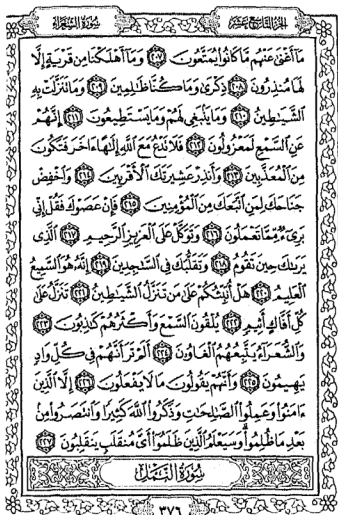 الجزء التاسع عشر
سورة الشعراء
مَآ أَغْنَىٰ عَنْهُم مَّا كَانُوا۟ يُمَتَّعُونَ ٢٠٧ وَمَآ أَهْلَكْنَا مِن قَرْيَةٍ إِلَّا
لَهَا مُنذِرُونَ ٢٠٨ ذِكْرَىٰ وَمَا كُنَّا ظَٰلِمِينَ ٢٠٩ وَمَا تَنَزَّلَتْ بِهِ
ٱلشَّيَٰطِينُ ٢١٠ وَمَا يَنۢبَغِى لَهُمْ وَمَا يَسْتَطِيعُونَ ٢١١ إِنَّهُمْ
عَنِ ٱلسَّمْعِ لَمَعْزُولُونَ ٢١٢ فَلَا تَدْعُ مَعَ ٱللَّهِ إِلَٰهًا ءَاخَرَ فَتَكُونَ
مِنَ ٱلْمُعَذَّبِينَ ٢١٣ وَأَنذِرْ عَشِيرَتَكَ ٱلْأَقْرَبِينَ ٢١٤ وَٱخْفِضْ
جَنَاحَكَ لِمَنِ ٱتَّبَعَكَ مِنَ ٱلْمُؤْمِنِينَ ٢١٥ فَإِنْ عَصَوْكَ فَقُلْ إِنِّى
بَرِىٓءٌ مِّمَّا تَعْمَلُونَ ٢١٦ وَتَوَكَّلْ عَلَى ٱلْعَزِيزِ ٱلرَّحِيمِ ٢١٧ ٱلَّذِى
يَرَىٰكَ حِينَ تَقُومُ ٢١٨ وَتَقَلُّبَكَ فِى ٱلسَّٰجِدِينَ ٢١٩ إِنَّهُۥ هُوَ ٱلسَّمِيعُ
ٱلْعَلِيمُ ٢٢٠ هَلْ أُنَبِّئُكُمْ عَلَىٰ مَن تَنَزَّلُ ٱلشَّيَٰطِينُ ٢٢١ تَنَزَّلُ عَلَىٰ
كُلِّ أَفَّاكٍ أَثِيمٍ ٢٢٢ يُلْقُونَ ٱلسَّمْعَ وَأَكْثَرُهُمْ كَٰذِبُونَ ٢٢٣
وَٱلشُّعَرَآءُ يَتَّبِعُهُمُ ٱلْغَاوُۥنَ ٢٢٤ أَلَمْ تَرَ أَنَّهُمْ فِى كُلِّ وَادٍ
يَهِيمُونَ ٢٢٥ وَأَنَّهُمْ يَقُولُونَ مَا لَا يَفْعَلُونَ ٢٢٦ إِلَّا ٱلَّذِينَ
ءَامَنُوا۟ وَعَمِلُوا۟ ٱلصَّٰلِحَٰتِ وَذَكَرُوا۟ ٱللَّهَ كَثِيرًا وَٱنتَصَرُوا۟ مِنۢ
بَعْدِ مَا ظُلِمُوا۟ وَسَيَعْلَمُ ٱلَّذِينَ ظَلَمُوٓا۟ أَىَّ مُنقَلَبٍ يَنقَلِبُونَ ٢٢٧
سُورَةُ النَّمْلِ
٣٧٦